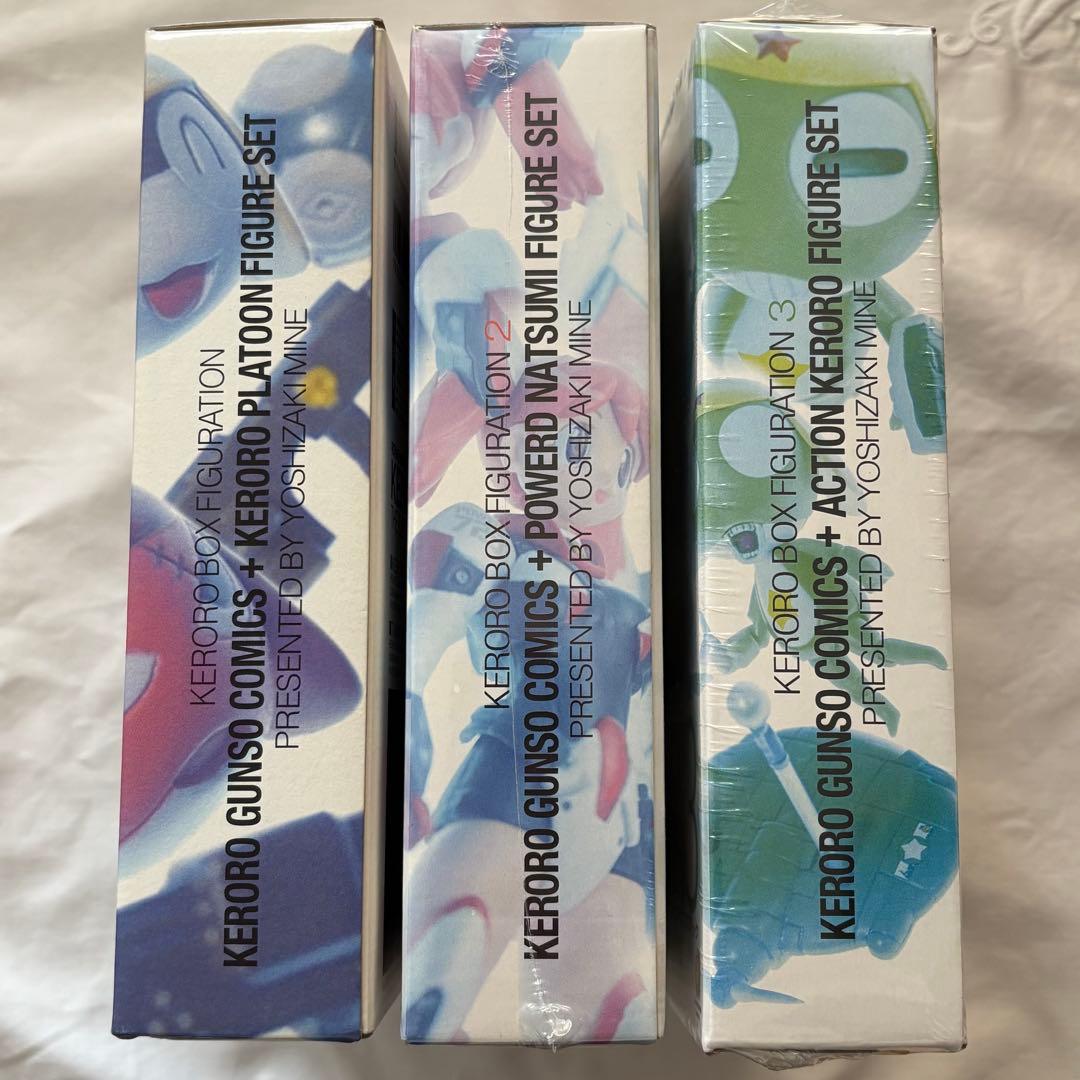 KERORO BOX FIGURATION
KERORO GUNSO COMICS + KERORO PLATOON FIGURE SET
PRESENTED BY YOSHIZAKI MINE
KERORO BOX FIGURATION 2
KERORO GUNSO COMICS + POWERD NATSUMI FIGURE SET
PRESENTED BY YOSHIZAKI MINE
KERORO BOX FIGURATION 3
KERORO GUNSO COMICS + ACTION KERORO FIGURE SET
PRESENTED BY YOSHIZAKI MINE